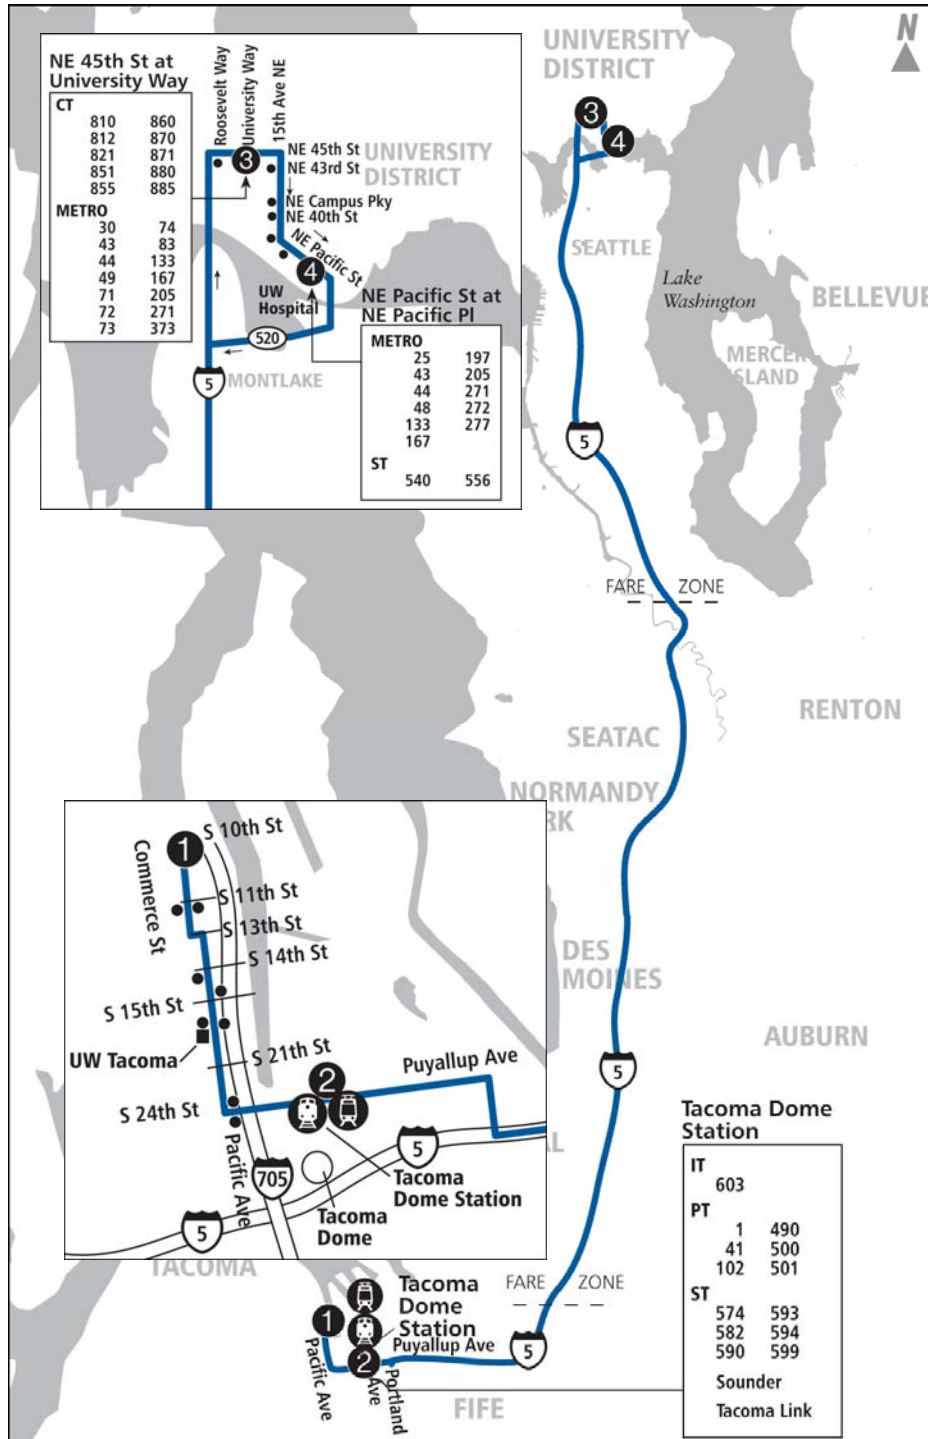 N
UNIVERSITY
DISTRICT
3
4
SEATTLE
Lake
Washington
BELLEVUE
MERCER
ISLAND
5
FARE ZONE
RENTON
SEATAC
NORMANDY
RK
DES
MOINES
AUBURN
5
FARE ZONE
5
TACOMA
FIFE
AL
1
2
Tacoma
Dome
Station
Puyallup Ave
Pacific Ave
Portland
Ave
NE 45th St at
University Way
CT
810 860
812 870
821 871
851 880
855 885
METRO
30 74
43 83
44 133
49 167
71 205
72 271
73 373
Roosevelt Way
University Way
15th Ave NE
3
NE 45th St
NE 43rd St
UNIVERSITY
DISTRICT
NE Campus Pky
NE 40th St
NE Pacific St
4
UW
Hospital
520
5
MONTLAKE
NE Pacific St at
NE Pacific Pl
METRO
25 197
43 205
44 271
48 272
133 277
167
ST
540 556
1
S 10th St
Commerce St
S 11th St
S 13th St
S 14th St
S 15th St
UW Tacoma
S 21th St
2
Puyallup Ave
S 24th St
Pacific Ave
705
5
5
Tacoma
Dome Station
Tacoma
Dome
Tacoma Dome
Station
IT
603
PT
1 490
41 500
102 501
ST
574 593
582 594
590 599
Sounder
Tacoma Link